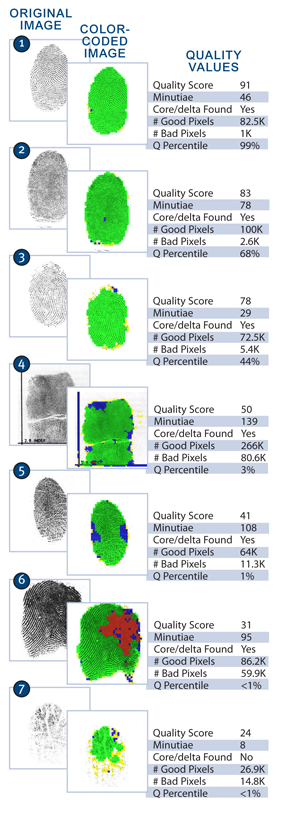 ORIGINAL
IMAGE
COLOR-
CODED
IMAGE
QUALITY
VALUES
1
Quality Score 91
Minutiae 46
Core/delta Found Yes
# Good Pixels 82.5K
# Bad Pixels 1K
Q Percentile 99%
2
Quality Score 83
Minutiae 78
Core/delta Found Yes
# Good Pixels 100K
# Bad Pixels 2.6K
Q Percentile 68%
3
Quality Score 78
Minutiae 29
Core/delta Found Yes
# Good Pixels 72.5K
# Bad Pixels 5.4K
Q Percentile 44%
4
Quality Score 50
Minutiae 139
Core/delta Found Yes
# Good Pixels 266K
# Bad Pixels 80.6K
Q Percentile 3%
5
Quality Score 41
Minutiae 108
Core/delta Found Yes
# Good Pixels 64K
# Bad Pixels 11.3K
Q Percentile 1%
6
Quality Score 31
Minutiae 95
Core/delta Found Yes
# Good Pixels 86.2K
# Bad Pixels 59.9K
Q Percentile <1%
7
Quality Score 24
Minutiae 8
Core/delta Found No
# Good Pixels 26.9K
# Bad Pixels 14.8K
Q Percentile <1%